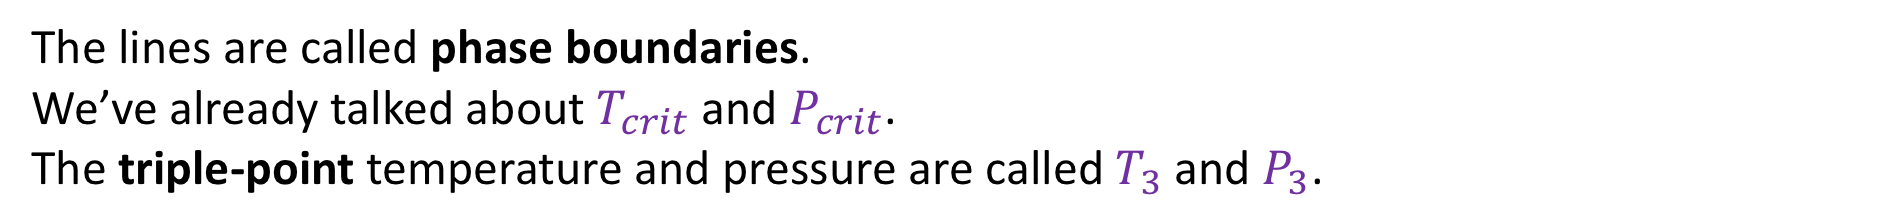 The lines are called phase boundaries.
We’ve already talked about T_crit and P_crit.
The triple-point temperature and pressure are called T_3 and P_3.